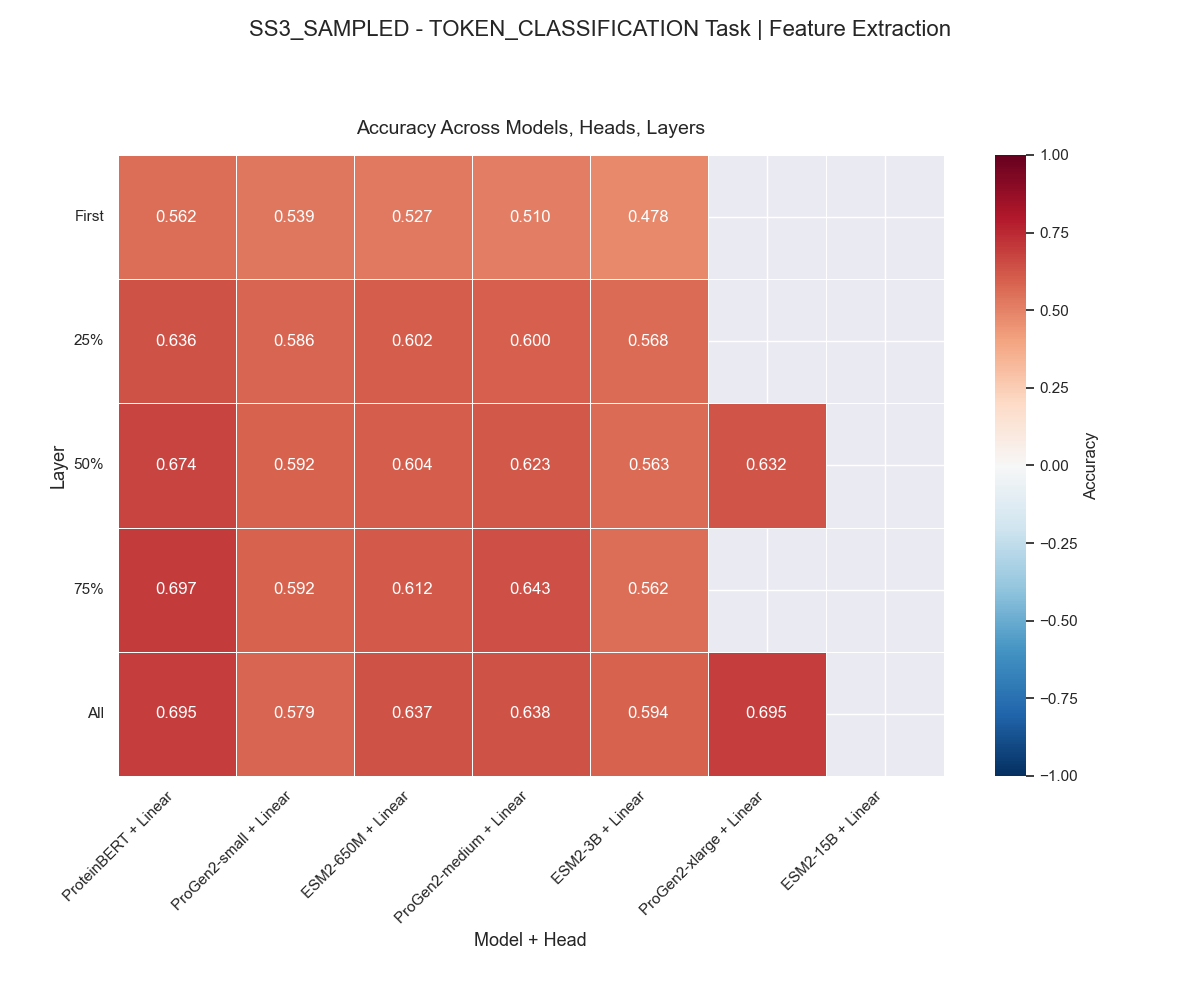 SS3_SAMPLED - TOKEN_CLASSIFICATION Task | Feature Extraction
Accuracy Across Models, Heads, Layers
First 0.562 0.539 0.527 0.510 0.478
25% 0.636 0.586 0.602 0.600 0.568
50% 0.674 0.592 0.604 0.623 0.563 0.632
75% 0.697 0.592 0.612 0.643 0.562
All 0.695 0.579 0.637 0.638 0.594 0.695
Layer
ProteinBERT + Linear
ProGen2-small + Linear
ESM2-650M + Linear
ProGen2-medium + Linear
ESM2-3B + Linear
ProGen2-xlarge + Linear
ESM2-15B + Linear
Model + Head
1.00
0.75
0.50
0.25
0.00
−0.25
−0.50
−0.75
−1.00
Accuracy